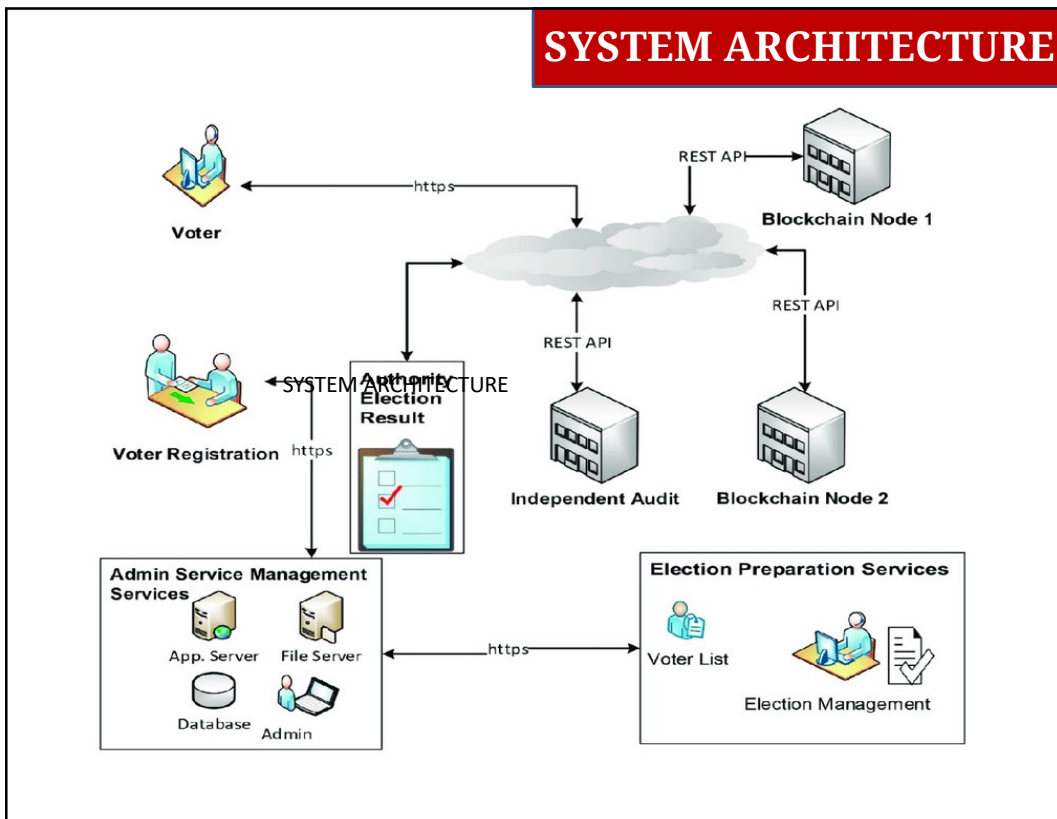 SYSTEM ARCHITECTURE
REST API
https
Voter
Blockchain Node 1
REST API
REST API
Authority
Election
Result
SYSTEM ARCHITECTURE
Voter Registration
https
Independent Audit
Blockchain Node 2
Admin Service Management
Services
App. Server
File Server
Database
Admin
https
Election Preparation Services
Voter List
Election Management